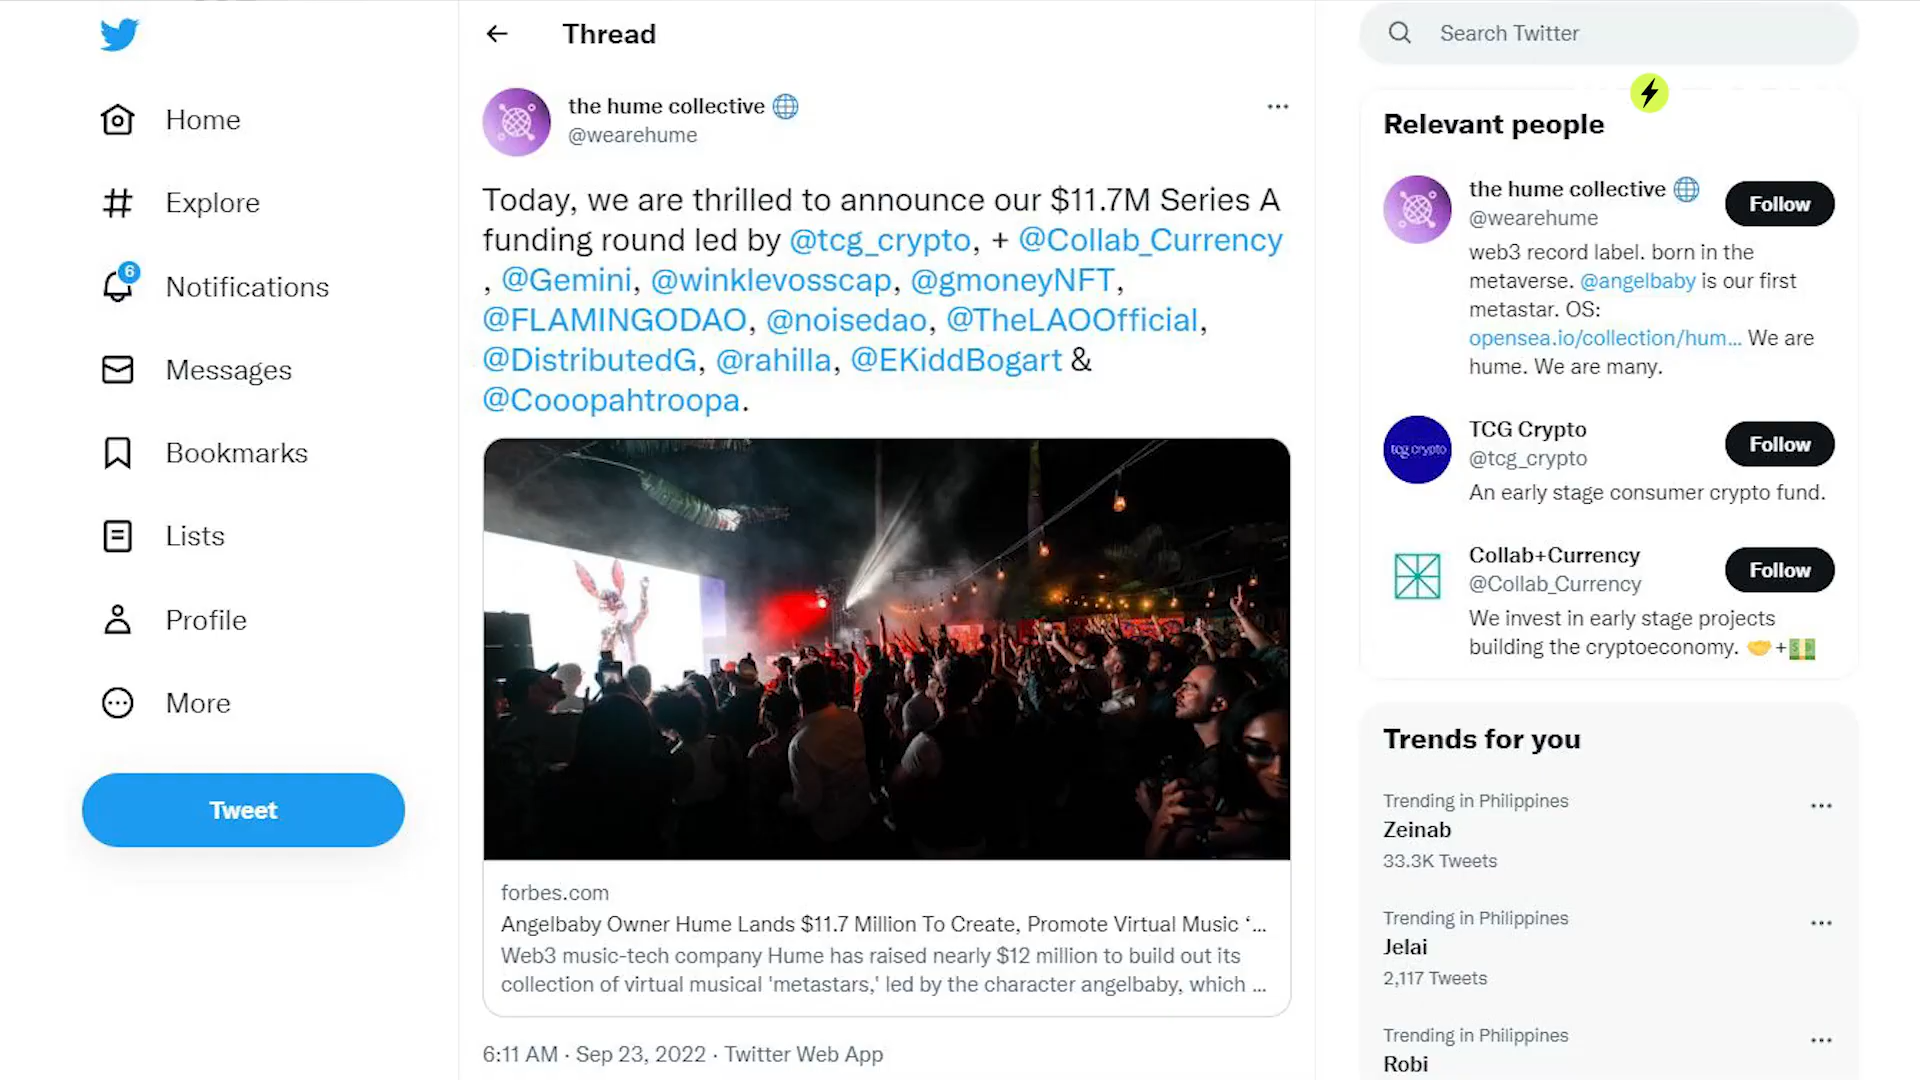 Home
Explore
6
Notifications
Messages
Bookmarks
Lists
Profile
More
Tweet
Thread
the hume collective
@wearehume
Today, we are thrilled to announce our $11.7M Series A
funding round led by @tcg_crypto, + @Collab_Currency
, @Gemini, @winklevosscap, @gmoneyNFT,
@FLAMINGODAO, @noisedao, @TheLAOOfficial,
@DistributedG, @rahilla, @EKiddBogart &
@Cooopahtroopa.
forbes.com
Angelbaby Owner Hume Lands $11.7 Million To Create, Promote Virtual Music ‘...
Web3 music-tech company Hume has raised nearly $12 million to build out its
collection of virtual musical 'metastars,' led by the character angelbaby, which ...
6:11 AM · Sep 23, 2022 · Twitter Web App
Search Twitter
Relevant people
the hume collective
@wearehume
Follow
web3 record label. born in the
metaverse. @angelbaby is our first
metastar. OS:
opensea.io/collection/hum... We are
hume. We are many.
tcg crypto
TCG Crypto
@tcg_crypto
Follow
An early stage consumer crypto fund.
Collab+Currency
@Collab_Currency
Follow
We invest in early stage projects
building the cryptoeconomy. 🤝+💵
Trends for you
Trending in Philippines
Zeinab
33.3K Tweets
Trending in Philippines
Jelai
2,117 Tweets
Trending in Philippines
Robi